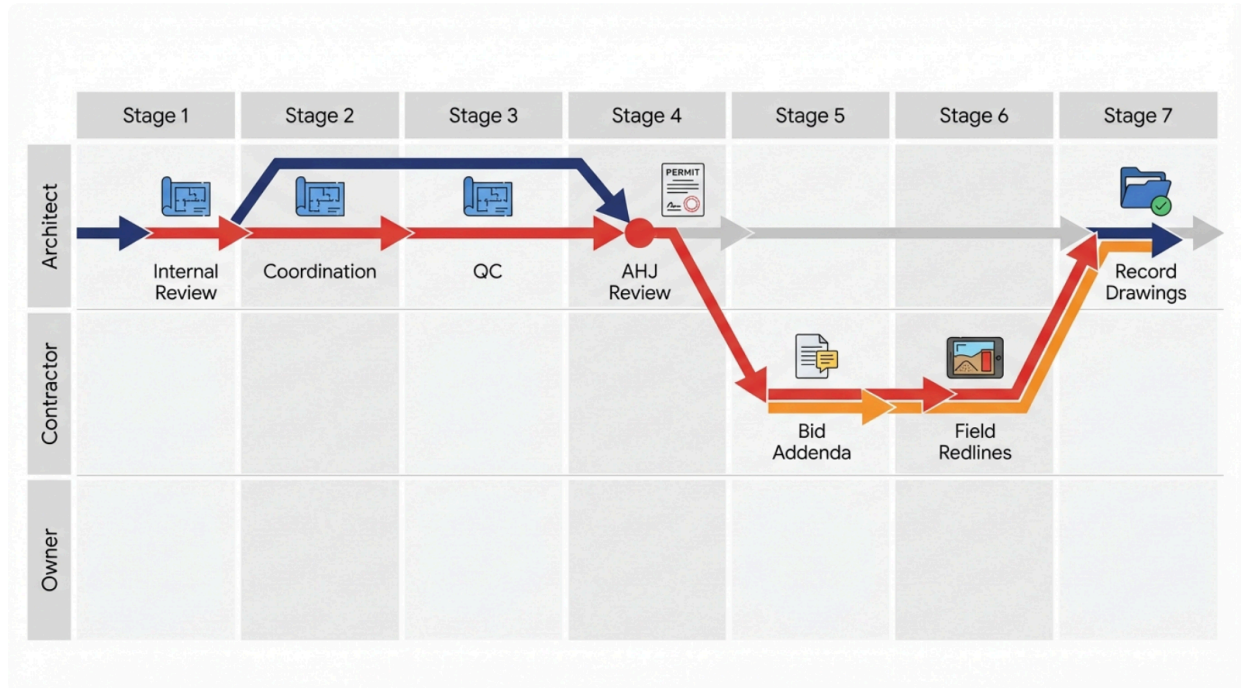 Stage 1
Stage 2
Stage 3
Stage 4
Stage 5
Stage 6
Stage 7
Architect
PERMIT
Internal
Review
Coordination
QC
AHJ
Review
Record
Drawings
Contractor
Bid
Addenda
Field
Redlines
Owner